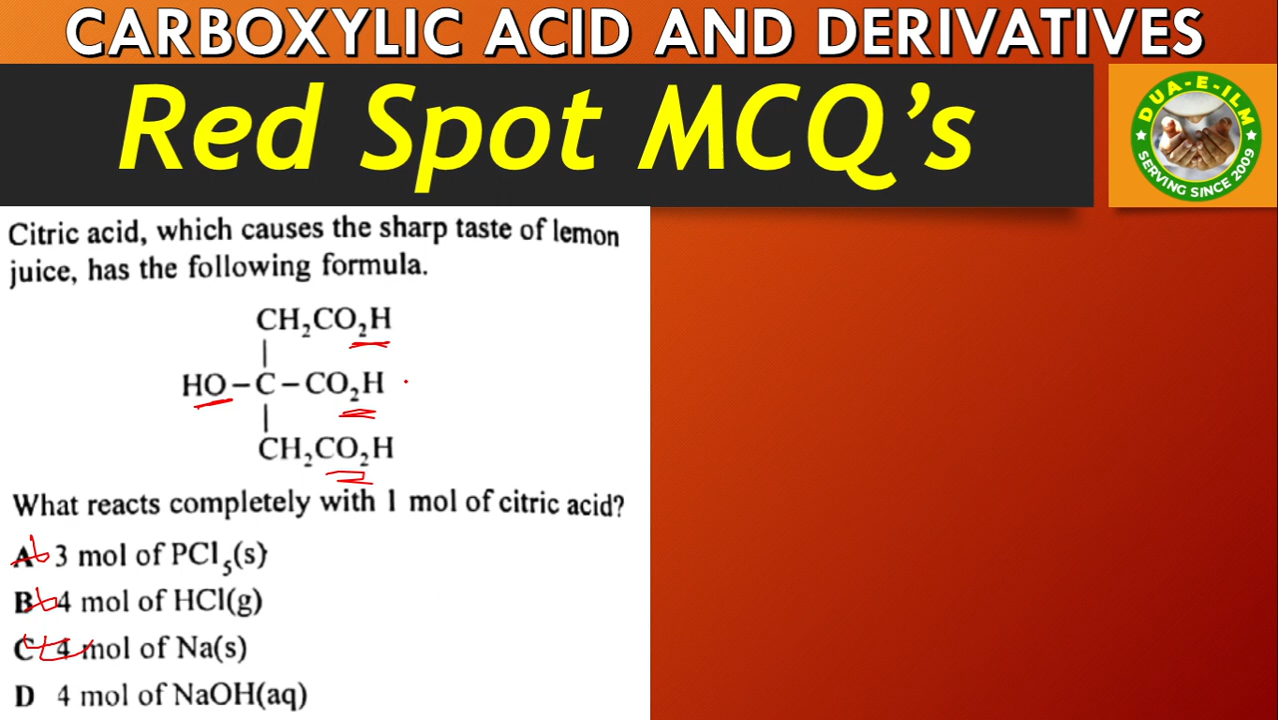 CARBOXYLIC ACID AND DERIVATIVES
Red Spot MCQ's
DUA-E-ILM
SERVING SINCE 2009
Citric acid, which causes the sharp taste of lemon
juice, has the following formula.
CH₂CO₂H
|
HO–C–CO₂H
|
CH₂CO₂H
What reacts completely with 1 mol of citric acid?
A 3 mol of PCl₅(s)
B 4 mol of HCl(g)
C 4 mol of Na(s)
D 4 mol of NaOH(aq)